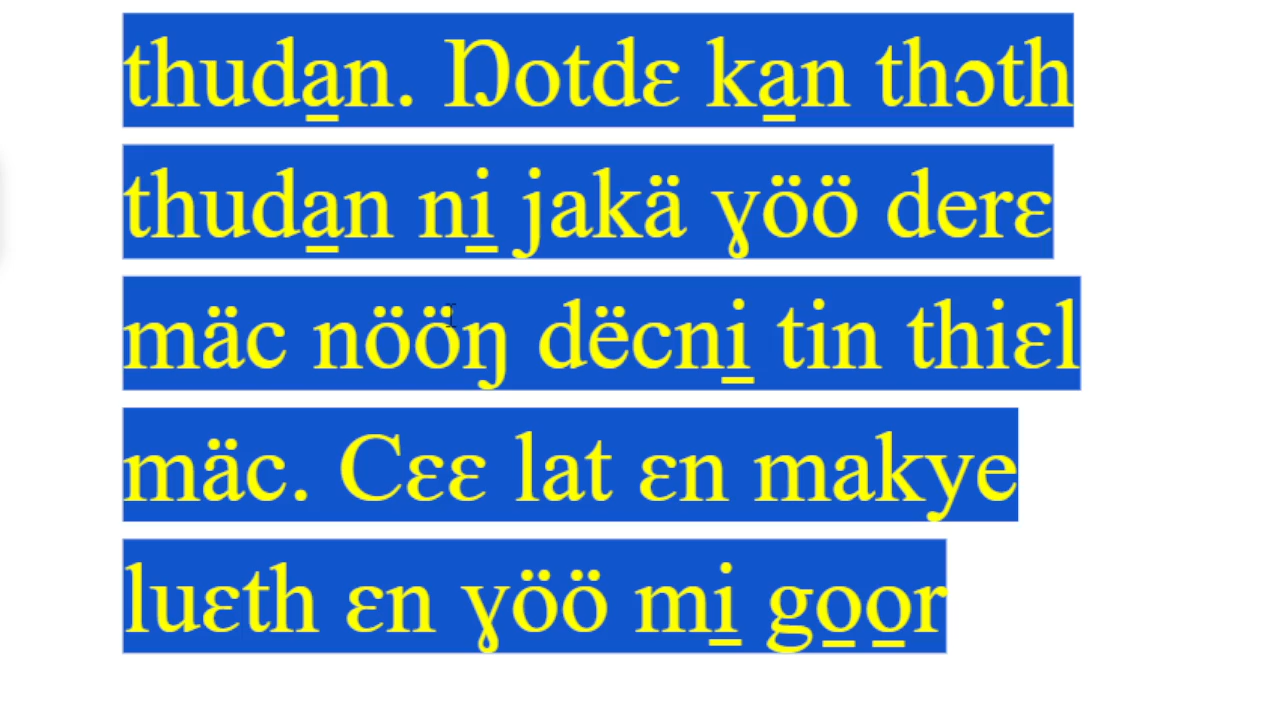 thuda̱n. Ŋotdɛ ka̱n thɔth
thuda̱n ni̱ jakä ɣöö derɛ
mäc nööŋ dëcni̱ tin thiɛl
mäc. Cɛɛ lat ɛn makye
luɛth ɛn ɣöö mi̱ go̱o̱r